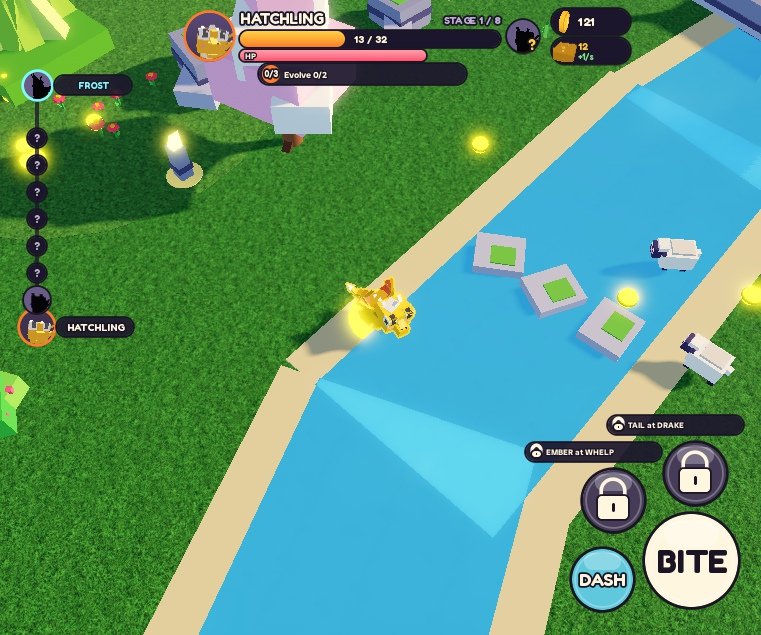 HATCHLING
STAGE 1 / 8
13 / 32
HP
0/3 Evolve 0/2
?
121
12
+1/s
FROST
?
?
?
?
?
?
HATCHLING
TAIL at DRAKE
EMBER at WHELP
DASH
BITE